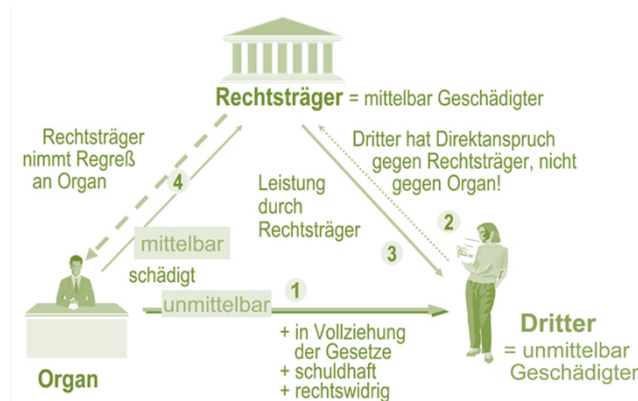 Rechtsträger = mittelbar Geschädigter
Rechtsträger
nimmt Regreß
an Organ
4
Dritter hat Direktanspruch
gegen Rechtsträger, nicht
gegen Organ!
Leistung
durch
Rechtsträger
2
3
mittelbar
schädigt
unmittelbar
1
+ in Vollziehung
der Gesetze
+ schuldhaft
+ rechtswidrig
Organ
Dritter
= unmittelbar
Geschädigter